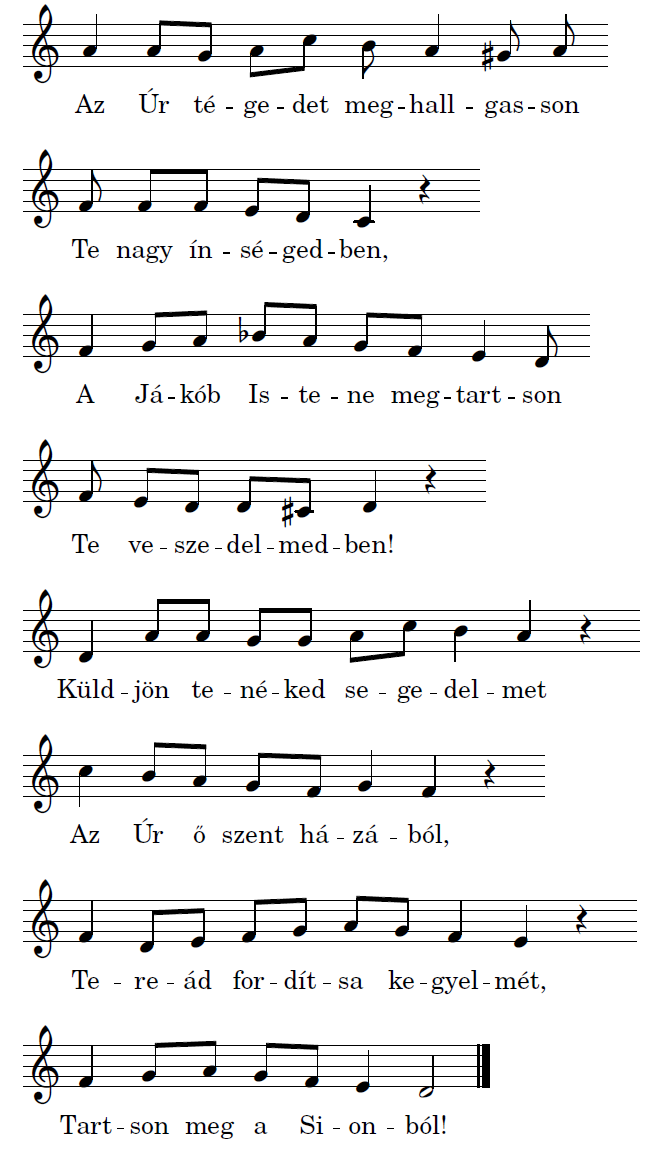 Az Úr té - ge - det meg - hall - gas - son
Te nagy ín - sé - ged - ben,
A Já - kób Is - te - ne meg - tart - son
Te ve - sze - del - med - ben!
Küld - jön te - né - ked se - ge - del - met
Az Úr ő szent há - zá - ból,
Te - re - ád for - dít - sa ke - gyel - mét,
Tart - son meg a Si - on - ból!